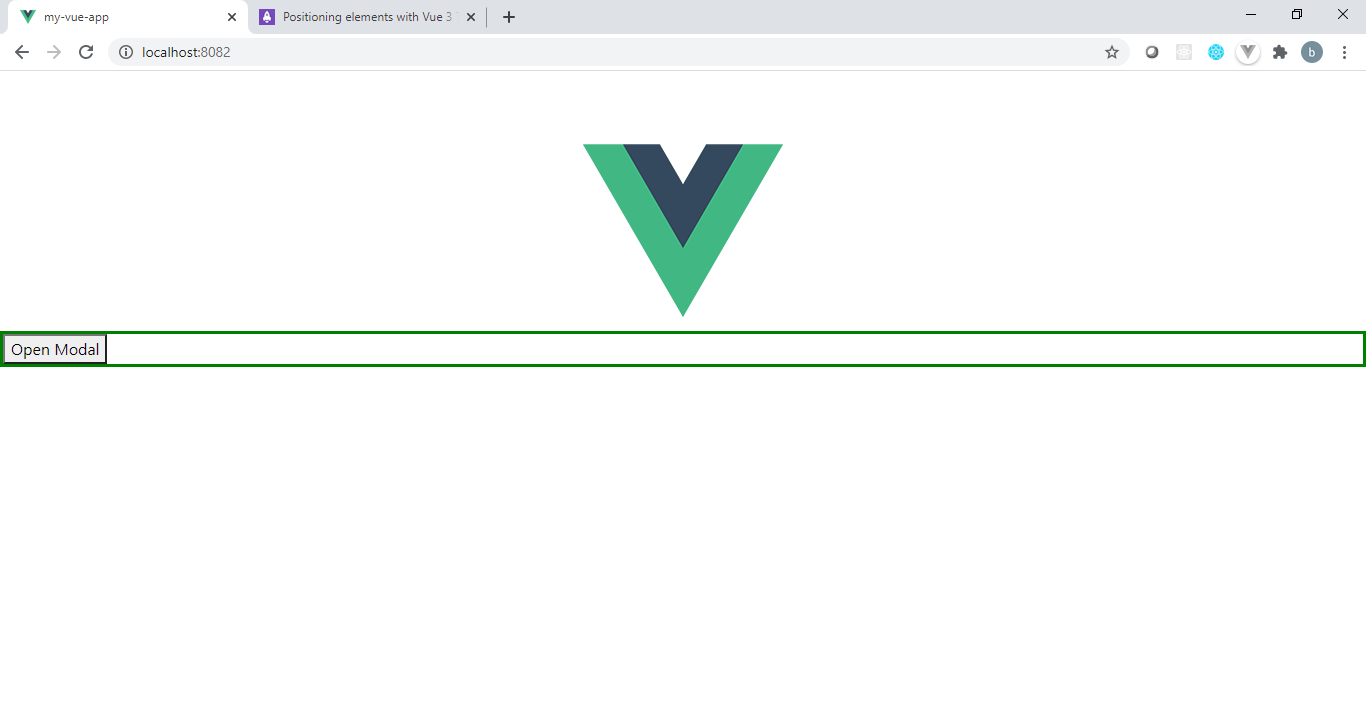 my-vue-app
Positioning elements with Vue 3
localhost:8082
b
Open Modal